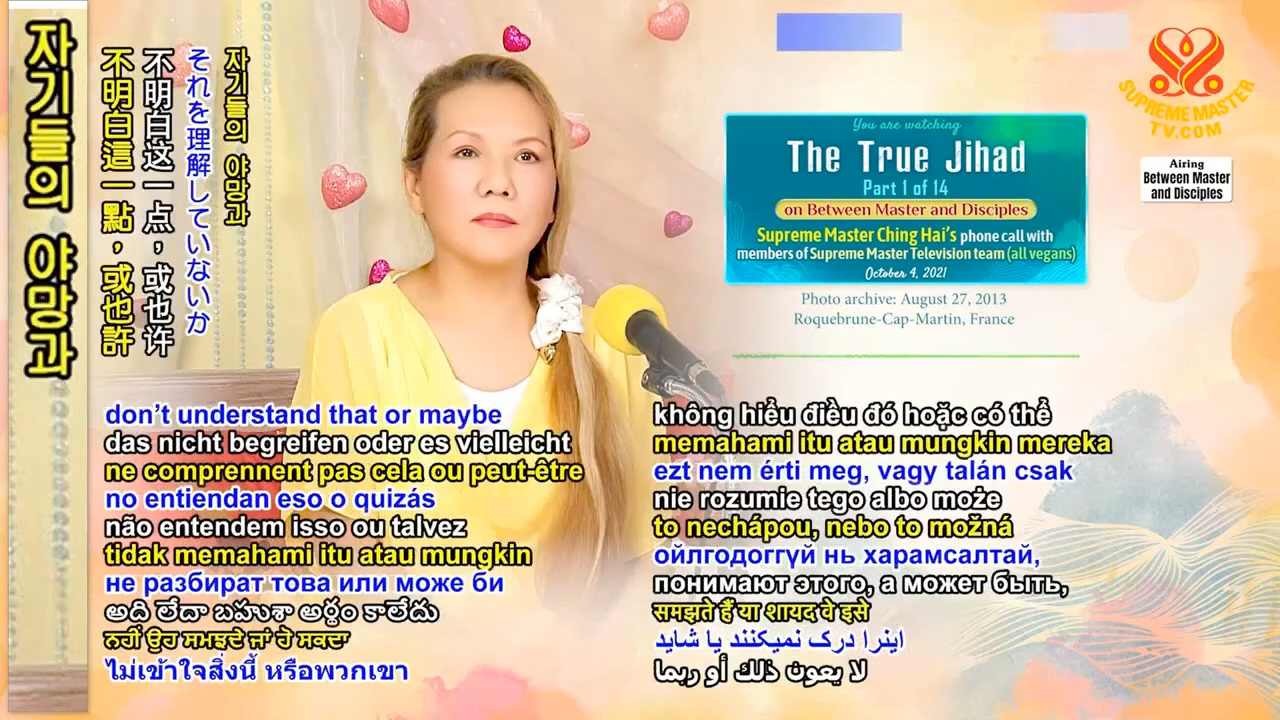 자기들의 야망과
不明白這一點，或也許
不明白这一点，或也许
それを理解していないか
자기들의 야망과
SUPREME MASTER
TV.COM
You are watching
The True Jihad
Part 1 of 14
on Between Master and Disciples
Supreme Master Ching Hai's phone call with
members of Supreme Master Television team (all vegans)
October 4, 2021
Airing
Between Master
and Disciples
Photo archive: August 27, 2013
Roquebrune-Cap-Martin, France
don't understand that or maybe
das nicht begreifen oder es vielleicht
ne comprennent pas cela ou peut-être
no entiendan eso o quizás
não entendem isso ou talvez
tidak memahami itu atau mungkin
не разбират това или може би
అది లేదా బహుశా అర్థం కాలేదు
ਨਹੀਂ ਉਹ ਸਮਝਦੇ ਜਾਂ ਹੋ ਸਕਦਾ
ไม่เข้าใจสิ่งนี้ หรือพวกเขา
không hiểu điều đó hoặc có thể
memahami itu atau mungkin mereka
ezt nem érti meg, vagy talán csak
nie rozumie tego albo może
to nechápou, nebo to možná
ойлгодоггүй нь харамсалтай,
понимают этого, а может быть,
समझते हैं या शायद वे इसे
اینرا درک نمیکنند یا شاید
لا يعون ذلك أو ربما